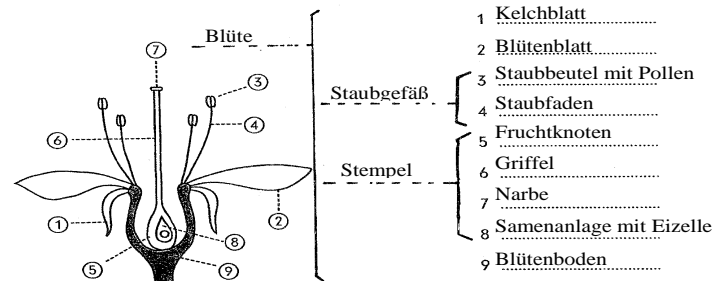 Blüte
Staubgefäß
Stempel
1 Kelchblatt
2 Blütenblatt
3 Staubbeutel mit Pollen
4 Staubfaden
5 Fruchtknoten
6 Griffel
7 Narbe
8 Samenanlage mit Eizelle
9 Blütenboden
7
3
4
6
1
2
8
5
9